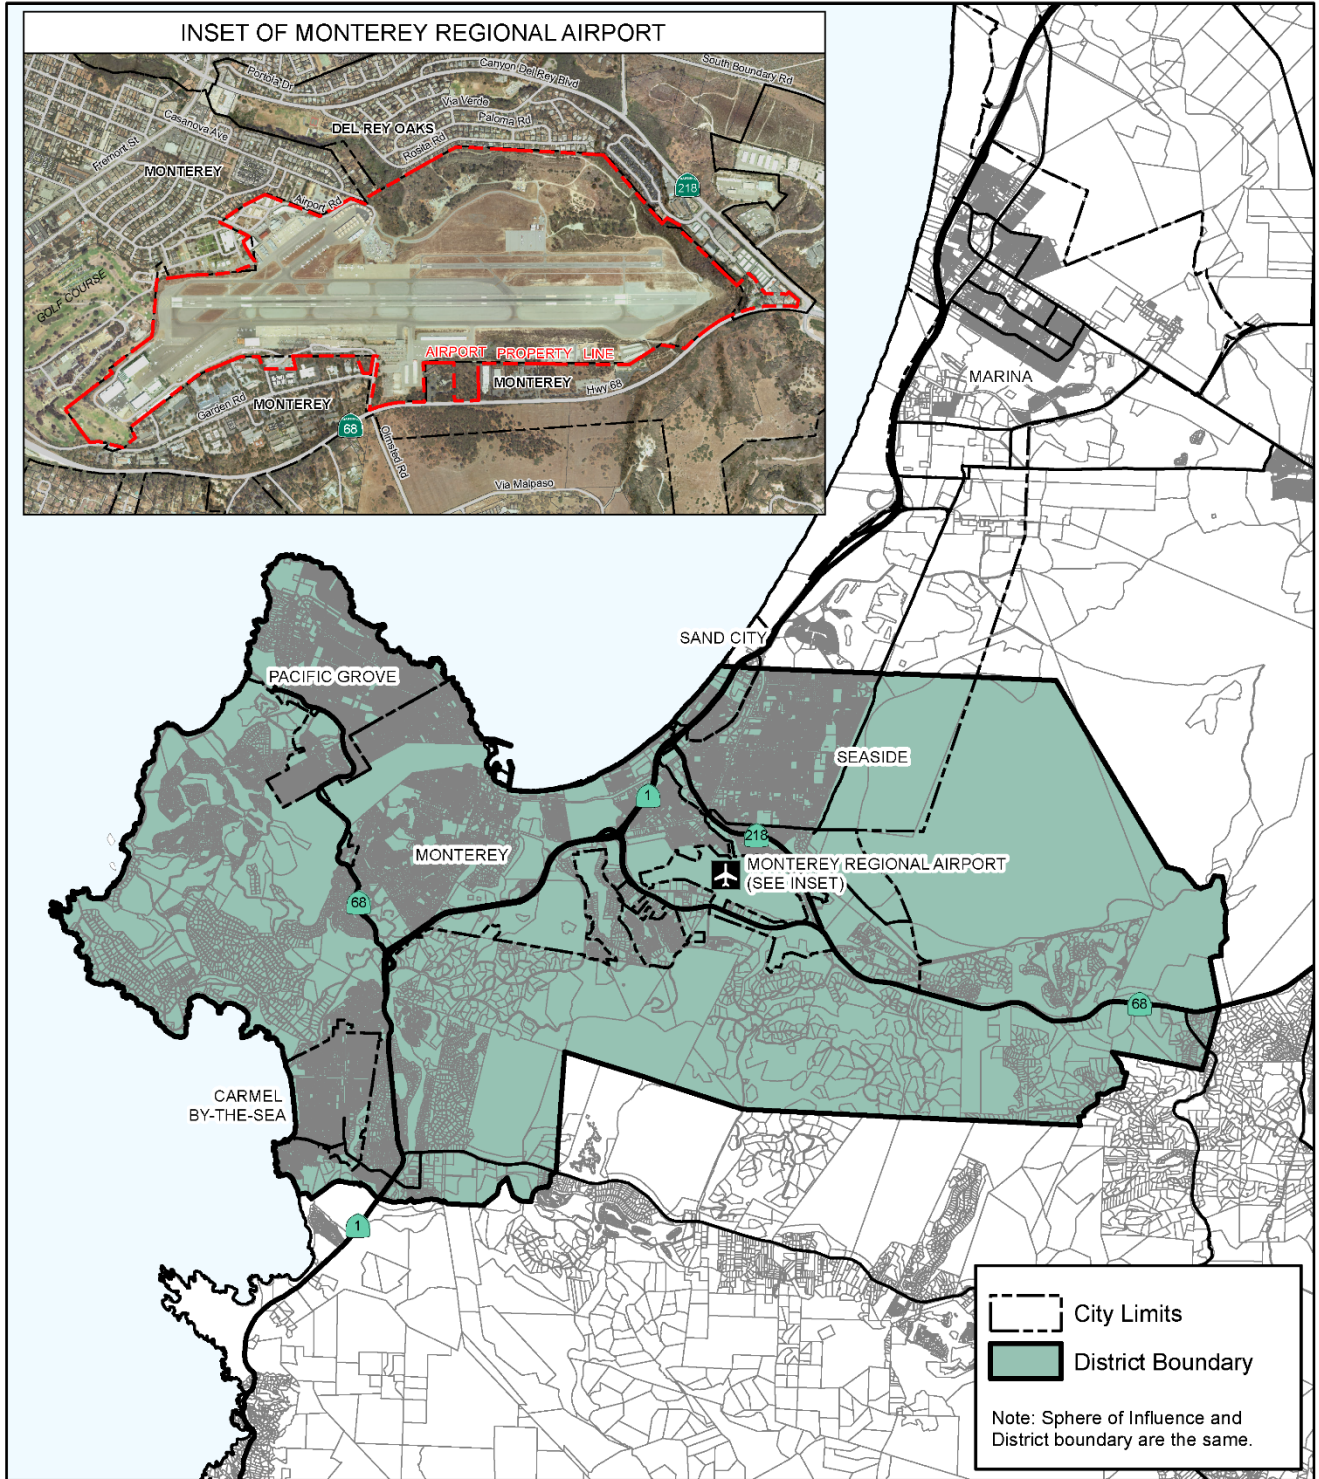 INSET OF MONTEREY REGIONAL AIRPORT
Portola Dr
Canyon Del Rey Blvd
South Boundary Rd
Via Verde
Casanova Ave
DEL REY OAKS
Paloma Rd
Fremont St
Rosita Rd
MONTEREY
218
Airport Rd
GOLF COURSE
AIRPORT PROPERTY LINE
MONTEREY
Hwy 68
Garden Rd
MONTEREY
68
Olmsted Rd
Via Malpaso
MARINA
SAND CITY
PACIFIC GROVE
SEASIDE
1
218
MONTEREY
MONTEREY REGIONAL AIRPORT
(SEE INSET)
68
68
CARMEL
BY-THE-SEA
1
City Limits
District Boundary
Note: Sphere of Influence and
District boundary are the same.